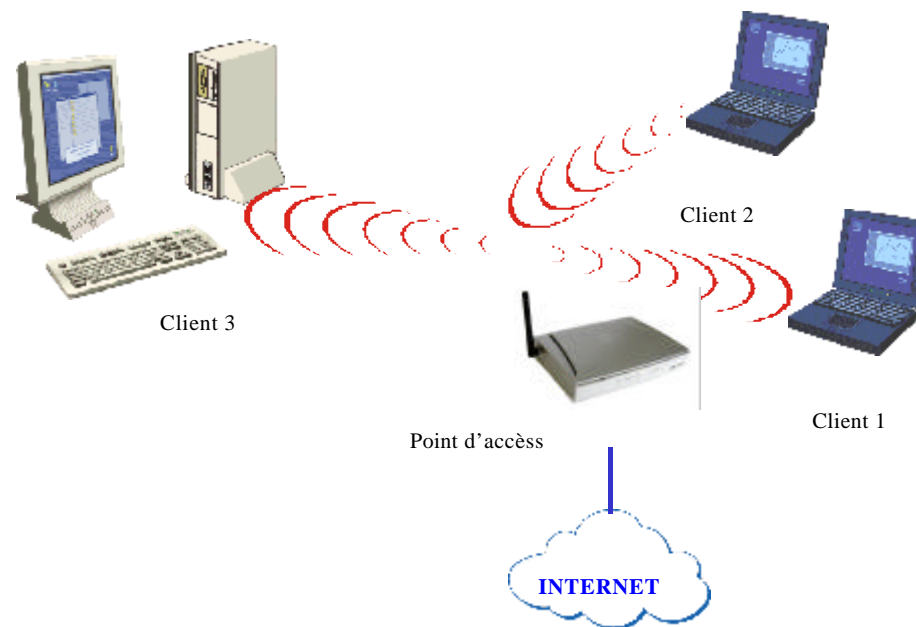 Client 2
Client 3
Client 1
Point d'accèss
INTERNET